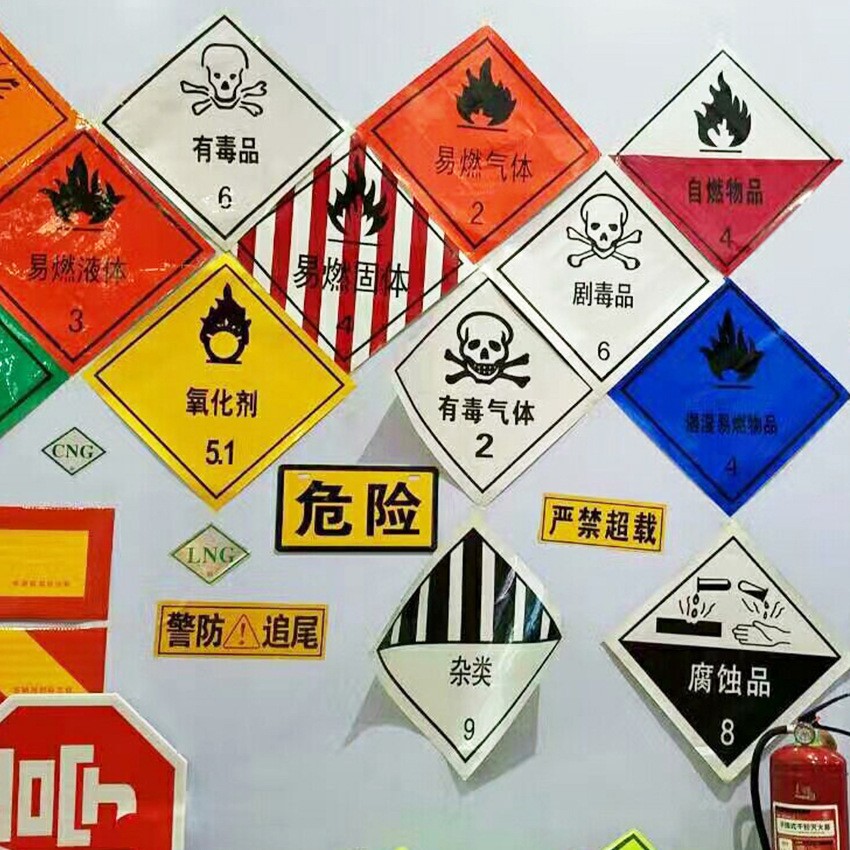 有毒品
6
易燃气体
2
自燃物品
4
易燃液体
3
易燃固体
4
剧毒品
6
氧化剂
5.1
有毒气体
2
遇湿易燃物品
4
CNG
危险
严禁超载
LNG
警防追尾
杂类
9
腐蚀品
8